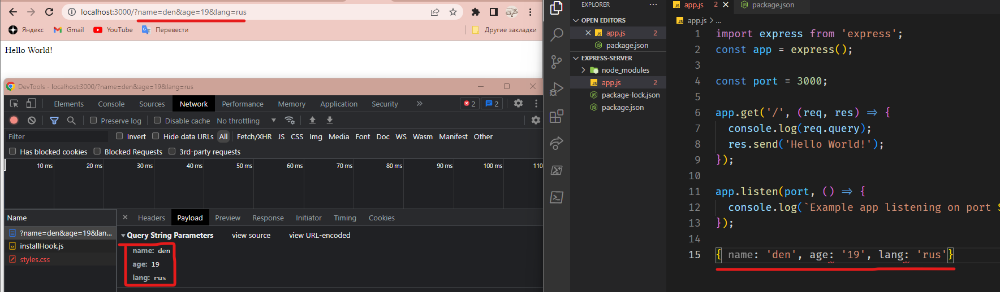 localhost:3000/?name=den&age=19&lang=rus
Яндекс
Gmail
YouTube
Перевести
Другие закладки
Hello World!
DevTools - localhost:3000/?name=den&age=19&lang=rus
Elements Console Sources Network Performance Memory Application Security » 2 2
Preserve log Disable cache No throttling
Filter Invert Hide data URLs All Fetch/XHR JS CSS Img Media Font Doc WS Wasm Manifest Other
Has blocked cookies Blocked Requests 3rd-party requests
10 ms 20 ms 30 ms 40 ms 50 ms 60 ms 70 ms 80 ms 90 ms 100 ms 110
Name
?name=den&age=19&lan...
installHook.js
styles.css
× Headers Payload Preview Response Initiator Timing Cookies
Query String Parameters view source view URL-encoded
name: den
age: 19
lang: rus
EXPLORER ...
OPEN EDITORS
JS app.js 2
package.json
EXPRESS-SERVER
node_modules
JS app.js 2
package-lock.json
package.json
JS app.js 2 ×
package.json
JS app.js > ...
1 import express from 'express';
2 const app = express();
3
4 const port = 3000;
5
6 app.get('/', (req, res) => {
7 console.log(req.query);
8 res.send('Hello World!');
9 });
10
11 app.listen(port, () => {
12 console.log(`Example app listening on port $
13 });
14
15 { name: 'den', age: '19', lang: 'rus'}